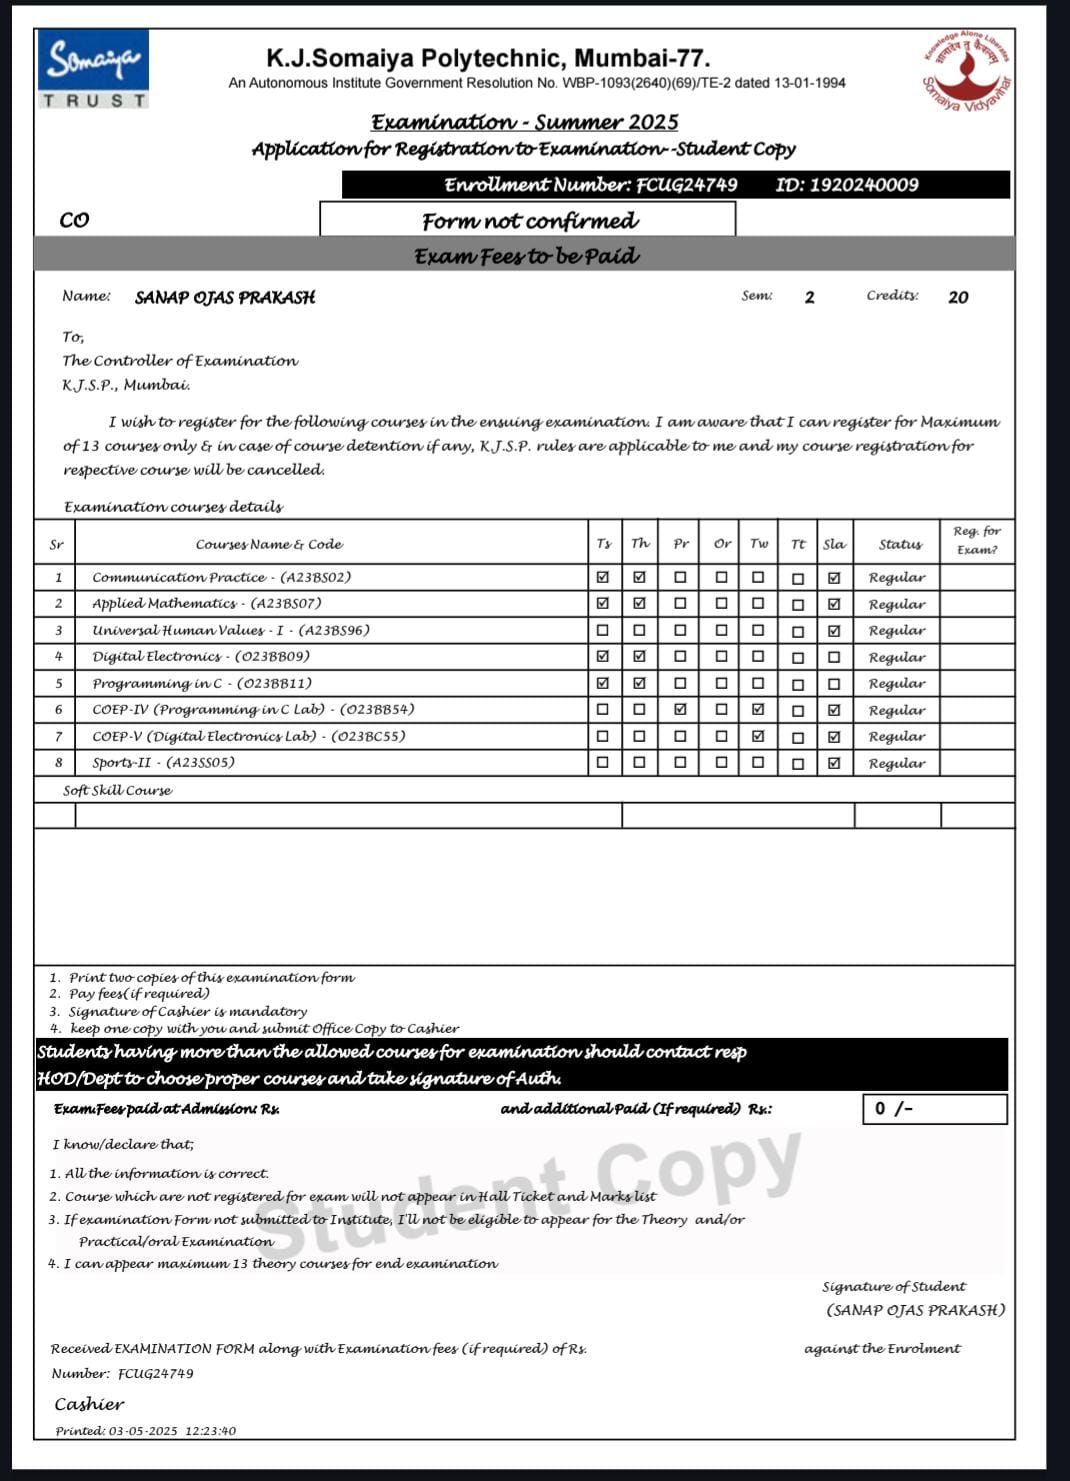 Somaiya
TRUST
K.J.Somaiya Polytechnic, Mumbai-77.
An Autonomous Institute Government Resolution No. WBP-1093(2640)(69)/TE-2 dated 13-01-1994
Knowledge Alone Liberates
Somaiya Vidyavihar
Examination - Summer 2025
Application for Registration to Examination--Student Copy
Enrollment Number: FCUG24749 ID: 1920240009
CO
Form not confirmed
Exam Fees to be Paid
Name: SANAP OJAS PRAKASH Sem: 2 Credits: 20
To,
The Controller of Examination
K.J.S.P., Mumbai.
I wish to register for the following courses in the ensuing examination. I am aware that I can register for Maximum
of 13 courses only & in case of course detention if any, K.J.S.P. rules are applicable to me and my course registration for
respective course will be cancelled.
Examination courses details
Sr Courses Name & Code Ts Th Pr Or Tw Tt Sla Status Reg. for Exam?
1 Communication Practice - (A23BS02) ☑ ☑ ☐ ☐ ☐ ☐ ☑ Regular
2 Applied Mathematics - (A23BS07) ☑ ☑ ☐ ☐ ☐ ☐ ☑ Regular
3 Universal Human Values - I - (A23BS96) ☐ ☐ ☐ ☐ ☐ ☐ ☑ Regular
4 Digital Electronics - (O23BB09) ☑ ☑ ☐ ☐ ☐ ☐ ☐ Regular
5 Programming in C - (O23BB11) ☑ ☑ ☐ ☐ ☐ ☐ ☐ Regular
6 COEP-IV (Programming in C Lab) - (O23BB54) ☐ ☐ ☑ ☐ ☑ ☐ ☑ Regular
7 COEP-V (Digital Electronics Lab) - (O23BC55) ☐ ☐ ☐ ☐ ☑ ☐ ☑ Regular
8 Sports-II - (A23SS05) ☐ ☐ ☐ ☐ ☐ ☐ ☑ Regular
Soft Skill Course
1. Print two copies of this examination form
2. Pay fees(if required)
3. Signature of Cashier is mandatory
4. keep one copy with you and submit Office Copy to Cashier
Students having more than the allowed courses for examination should contact resp
HOD/Dept to choose proper courses and take signature of Auth.
Exam.Fees paid at Admission: Rs. and additional Paid (If required) Rs.: 0 /-
I know/declare that;
1. All the information is correct.
2. Course which are not registered for exam will not appear in Hall Ticket and Marks list
3. If examination Form not submitted to Institute, I'll not be eligible to appear for the Theory and/or
Practical/oral Examination
4. I can appear maximum 13 theory courses for end examination
Student Copy
Signature of Student
(SANAP OJAS PRAKASH)
Received EXAMINATION FORM along with Examination fees (if required) of Rs. against the Enrolment
Number: FCUG24749
Cashier
Printed: 03-05-2025 12:23:40